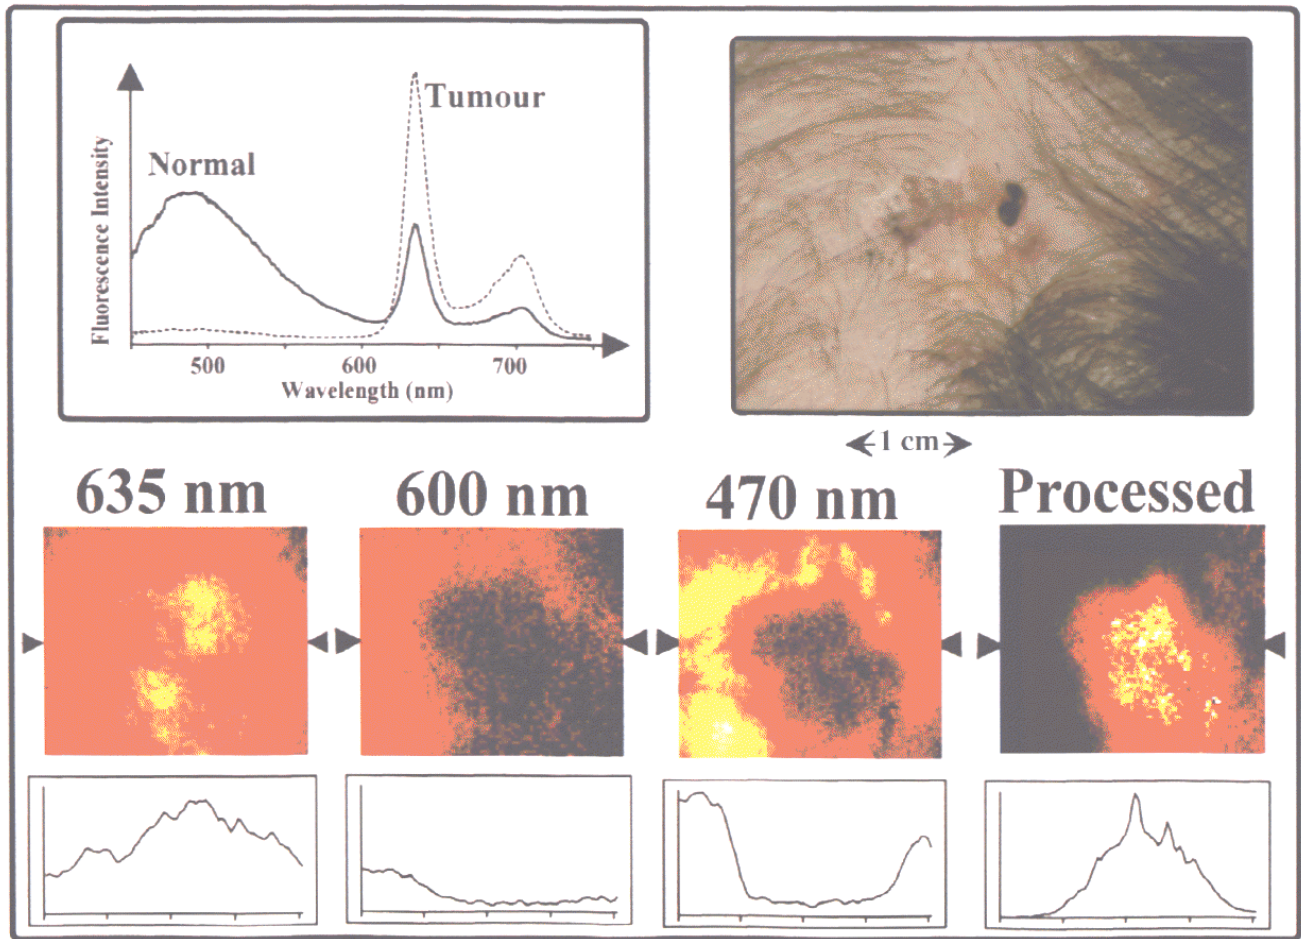 Tumour
Normal
Fluorescence Intensity
500 600 700
Wavelength (nm)
1 cm
635 nm 600 nm 470 nm Processed